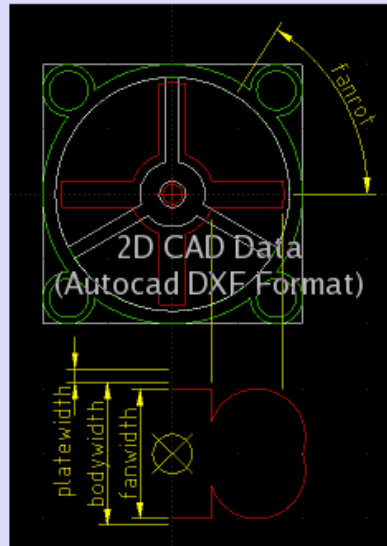 fanrot
2D CAD Data
(Autocad DXF Format)
platewidth
bodywidth
fanwidth